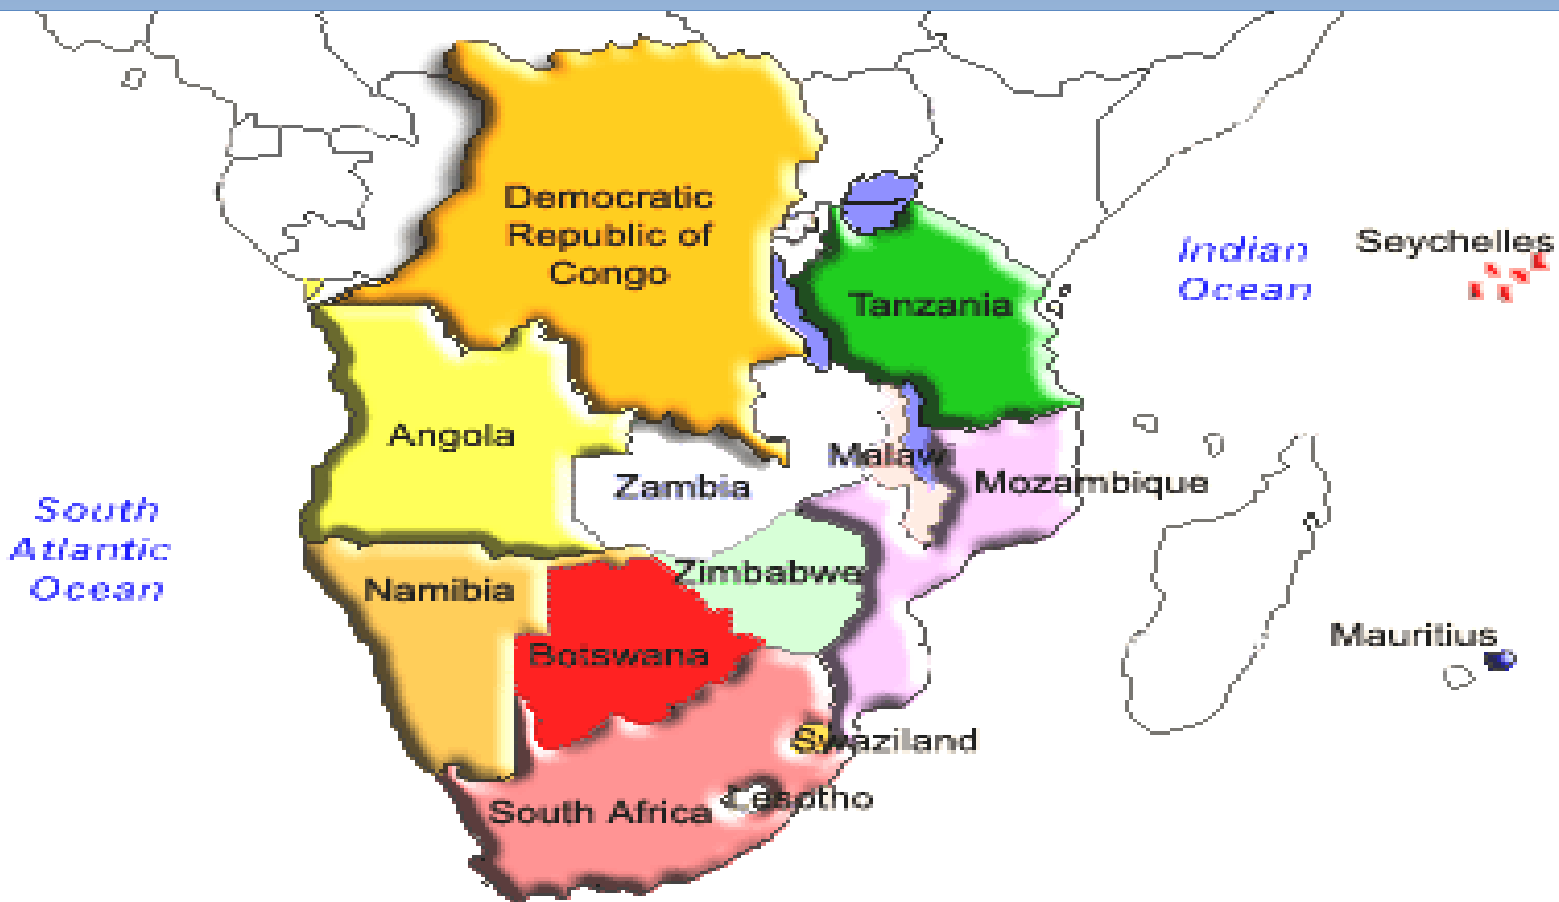 Democratic
Republic of
Congo
Indian
Ocean
Seychelles
Tanzania
Angola
Malawi
Zambia
Mozambique
South
Atlantic
Ocean
Zimbabwe
Namibia
Botswana
Mauritius
Swaziland
Lesotho
South Africa